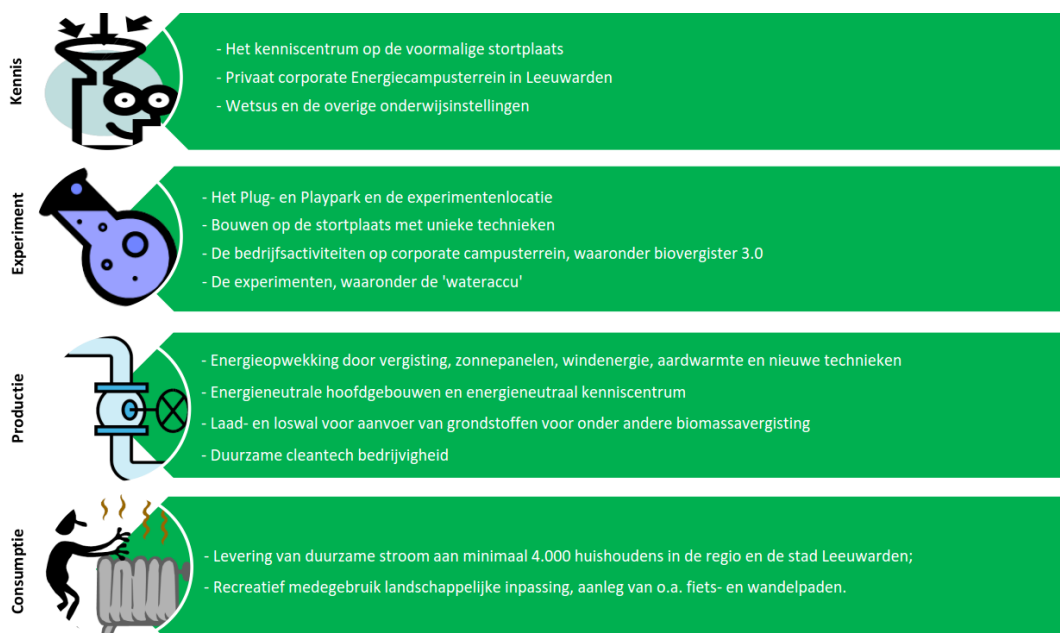 Kennis
- Het kenniscentrum op de voormalige stortplaats
- Privaat corporate Energiecampusterrein in Leeuwarden
- Wetsus en de overige onderwijsinstellingen
Experiment
- Het Plug- en Playpark en de experimentenlocatie
- Bouwen op de stortplaats met unieke technieken
- De bedrijfsactiviteiten op corporate campusterrein, waaronder biovergister 3.0
- De experimenten, waaronder de 'wateraccu'
Productie
- Energieopwekking door vergisting, zonnepanelen, windenergie, aardwarmte en nieuwe technieken
- Energieneutrale hoofdgebouwen en energieneutraal kenniscentrum
- Laad- en loswal voor aanvoer van grondstoffen voor onder andere biomassavergisting
- Duurzame cleantech bedrijvigheid
Consumptie
- Levering van duurzame stroom aan minimaal 4.000 huishoudens in de regio en de stad Leeuwarden;
- Recreatief medegebruik landschappelijke inpassing, aanleg van o.a. fiets- en wandelpaden.